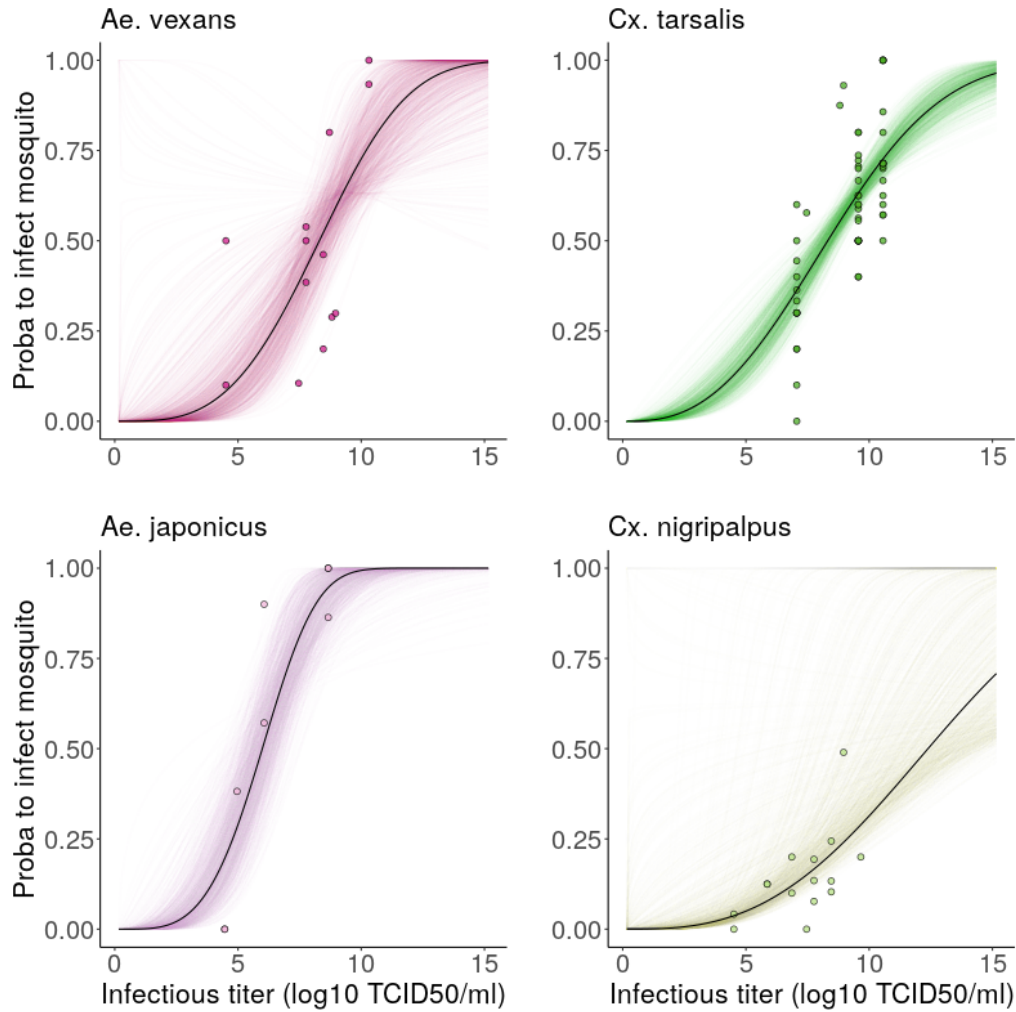 Ae. vexans
Cx. tarsalis
Proba to infect mosquito
1.00
0.75
0.50
0.25
0.00
0 5 10 15
1.00
0.75
0.50
0.25
0.00
0 5 10 15
Ae. japonicus
Cx. nigripalpus
Proba to infect mosquito
1.00
0.75
0.50
0.25
0.00
0 5 10 15
Infectious titer (log10 TCID50/ml)
1.00
0.75
0.50
0.25
0.00
0 5 10 15
Infectious titer (log10 TCID50/ml)